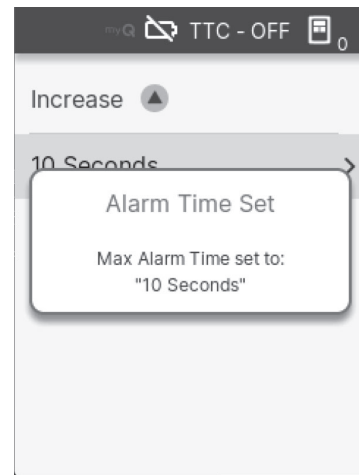 myQ TTC - OFF 0
Increase
10 Seconds
Alarm Time Set
Max Alarm Time set to:
"10 Seconds"